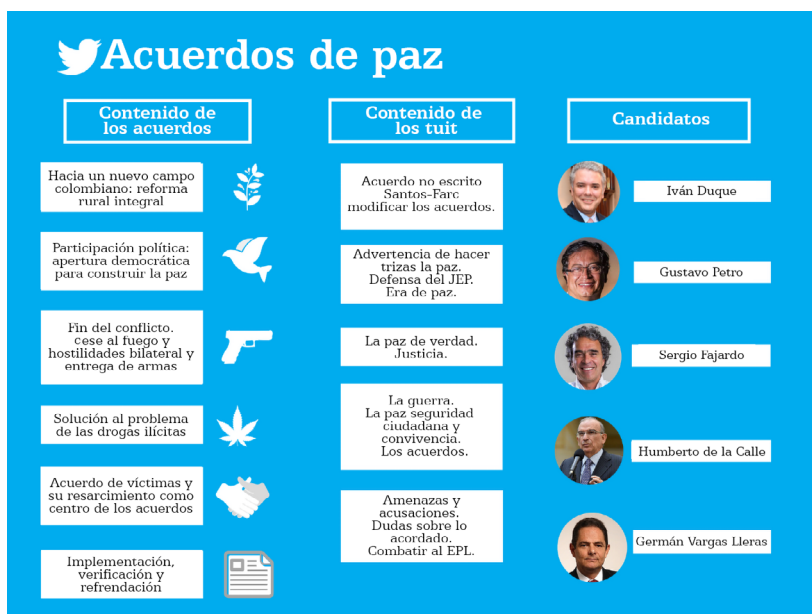 Acuerdos de paz
Contenido de
los acuerdos
Hacia un nuevo campo
colombiano: reforma
rural integral
Participación política:
apertura democrática
para construir la paz
Fin del conflicto.
cese al fuego y
hostilidades bilateral y
entrega de armas
Solución al problema
de las drogas ilícitas
Acuerdo de víctimas y
su resarcimiento como
centro de los acuerdos
Implementación,
verificación y
refrendación
Contenido de
los tuit
Acuerdo no escrito
Santos-Farc
modificar los acuerdos.
Advertencia de hacer
trizas la paz.
Defensa del JEP.
Era de paz.
La paz de verdad.
Justicia.
La guerra.
La paz seguridad
ciudadana y
convivencia.
Los acuerdos.
Amenazas y
acusaciones.
Dudas sobre lo
acordado.
Combatir al EPL.
Candidatos
Iván Duque
Gustavo Petro
Sergio Fajardo
Humberto de la Calle
Germán Vargas Lleras